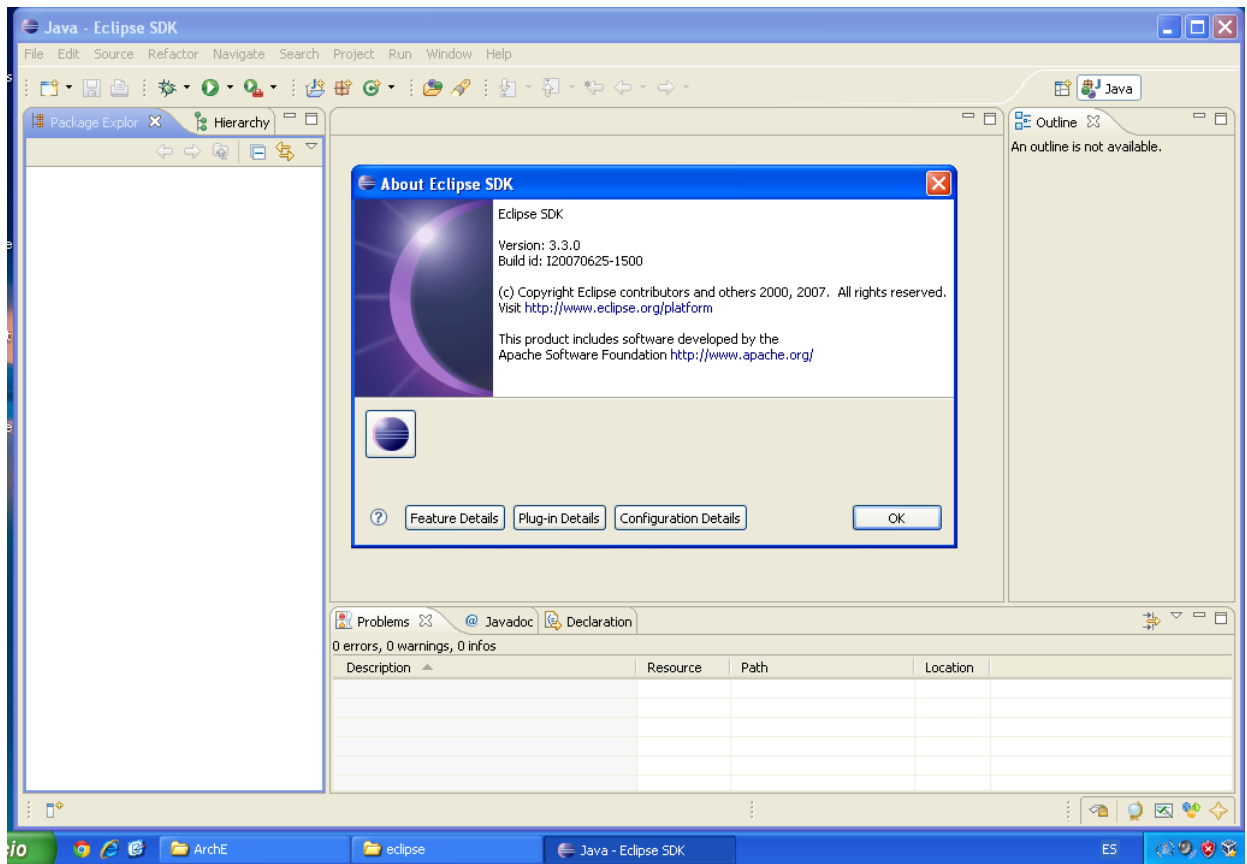 Java - Eclipse SDK
File Edit Source Refactor Navigate Search Project Run Window Help
Java
Package Explor
Hierarchy
Outline
An outline is not available.
About Eclipse SDK
Eclipse SDK
Version: 3.3.0
Build id: I20070625-1500
(c) Copyright Eclipse contributors and others 2000, 2007.  All rights reserved.
Visit http://www.eclipse.org/platform
This product includes software developed by the
Apache Software Foundation http://www.apache.org/
Feature Details
Plug-in Details
Configuration Details
OK
Problems
@ Javadoc
Declaration
0 errors, 0 warnings, 0 infos
Description
Resource
Path
Location
io
ArchE
eclipse
Java - Eclipse SDK
ES